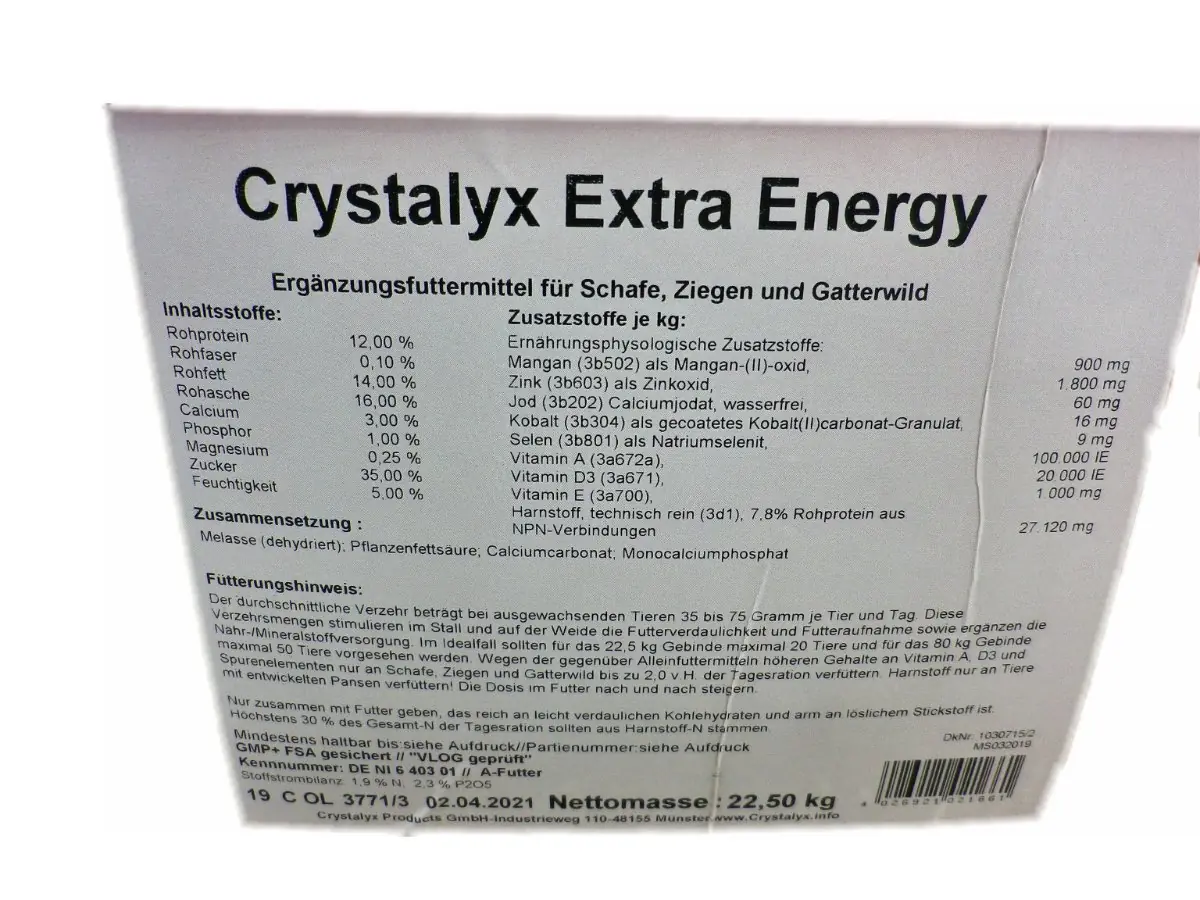 Crystalyx Extra Energy
Ergänzungsfuttermittel für Schafe, Ziegen und Gatterwild
Inhaltsstoffe:
Rohprotein 12,00 %
Rohfaser 0,10 %
Rohfett 14,00 %
Rohasche 16,00 %
Calcium 3,00 %
Phosphor 1,00 %
Magnesium 0,25 %
Zucker 35,00 %
Feuchtigkeit 5,00 %
Zusatzstoffe je kg:
Ernährungsphysiologische Zusatzstoffe:
Mangan (3b502) als Mangan-(II)-oxid, 900 mg
Zink (3b603) als Zinkoxid, 1.800 mg
Jod (3b202) Calciumjodat, wasserfrei, 60 mg
Kobalt (3b304) als gecoatetes Kobalt(II)carbonat-Granulat, 16 mg
Selen (3b801) als Natriumselenit, 9 mg
Vitamin A (3a672a), 100.000 IE
Vitamin D3 (3a671), 20.000 IE
Vitamin E (3a700), 1.000 mg
Harnstoff, technisch rein (3d1), 7,8% Rohprotein aus
NPN-Verbindungen 27.120 mg
Zusammensetzung :
Melasse (dehydriert); Pflanzenfettsäure; Calciumcarbonat; Monocalciumphosphat
Fütterungshinweis:
Der durchschnittliche Verzehr beträgt bei ausgewachsenden Tieren 35 bis 75 Gramm je Tier und Tag. Diese
Verzehrsmengen stimulieren im Stall und auf der Weide die Futterverdaulichkeit und Futteraufnahme sowie ergänzen die
Nähr-/Mineralstoffversorgung. Im Idealfall sollten für das 22,5 kg Gebinde maximal 20 Tiere und für das 80 kg Gebinde
maximal 50 Tiere vorgesehen werden. Wegen der gegenüber Alleinfuttermitteln höheren Gehalte an Vitamin A, D3 und
Spurenelementen nur an Schafe, Ziegen und Gatterwild bis zu 2,0 v.H. der Tagesration verfüttern. Harnstoff nur an Tiere
mit entwickelten Pansen verfüttern! Die Dosis im Futter nach und nach steigern.
Nur zusammen mit Futter geben, das reich an leicht verdaulichen Kohlehydraten und arm an löslichem Stickstoff ist.
Höchstens 30 % des Gesamt-N der Tagesration sollten aus Harnstoff-N stammen.
Mindestens haltbar bis:siehe Aufdruck//Partienummer:siehe Aufdruck
GMP+ FSA gesichert // "VLOG geprüft"
Kennnummer: DE NI 6 403 01 // A-Futter
Stoffstrombilanz: 1,9 % N, 2,3 % P2O5
DkNr. 1030715/2
MS032019
19 C OL 3771/3 02.04.2021 Nettomasse : 22,50 kg
4 026921 021661
Crystalyx Products GmbH-Industrieweg 110-48155 Münster www.Crystalyx.info